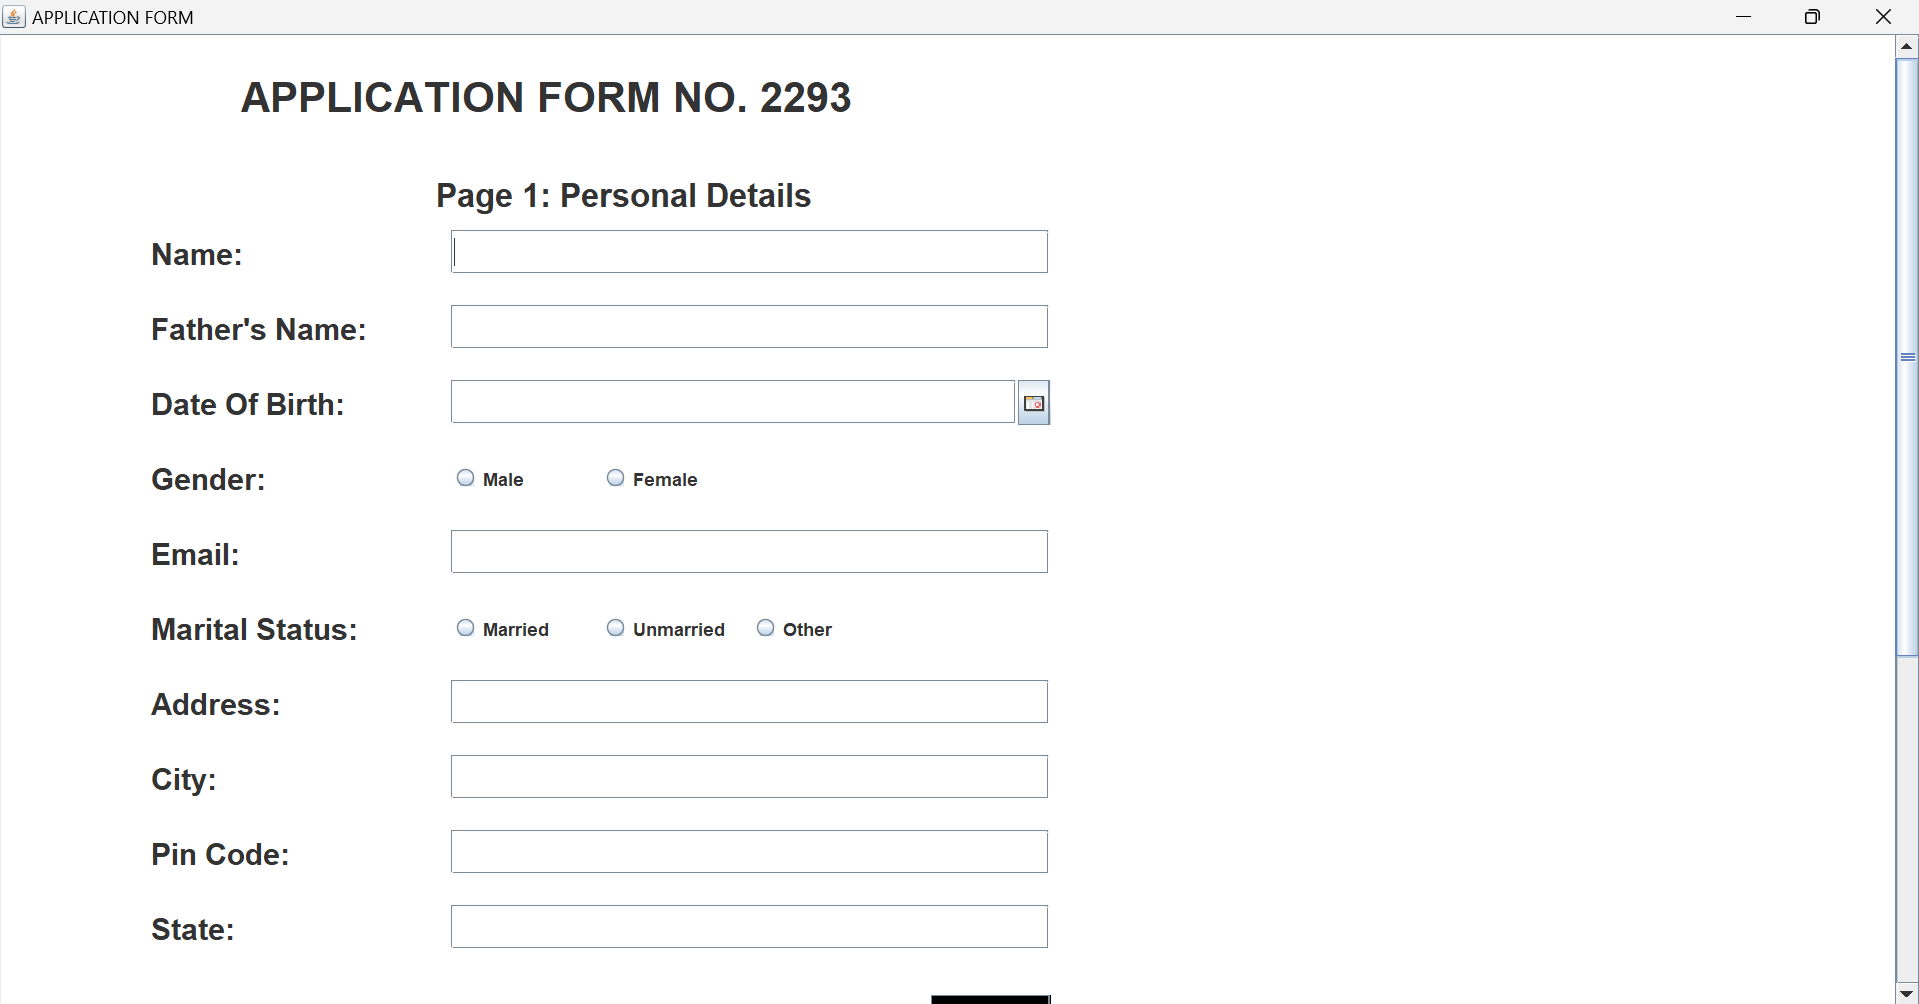 APPLICATION FORM
APPLICATION FORM NO. 2293
Page 1: Personal Details
Name:
Father's Name:
Date Of Birth:
Gender: Male Female
Email:
Marital Status: Married Unmarried Other
Address:
City:
Pin Code:
State: